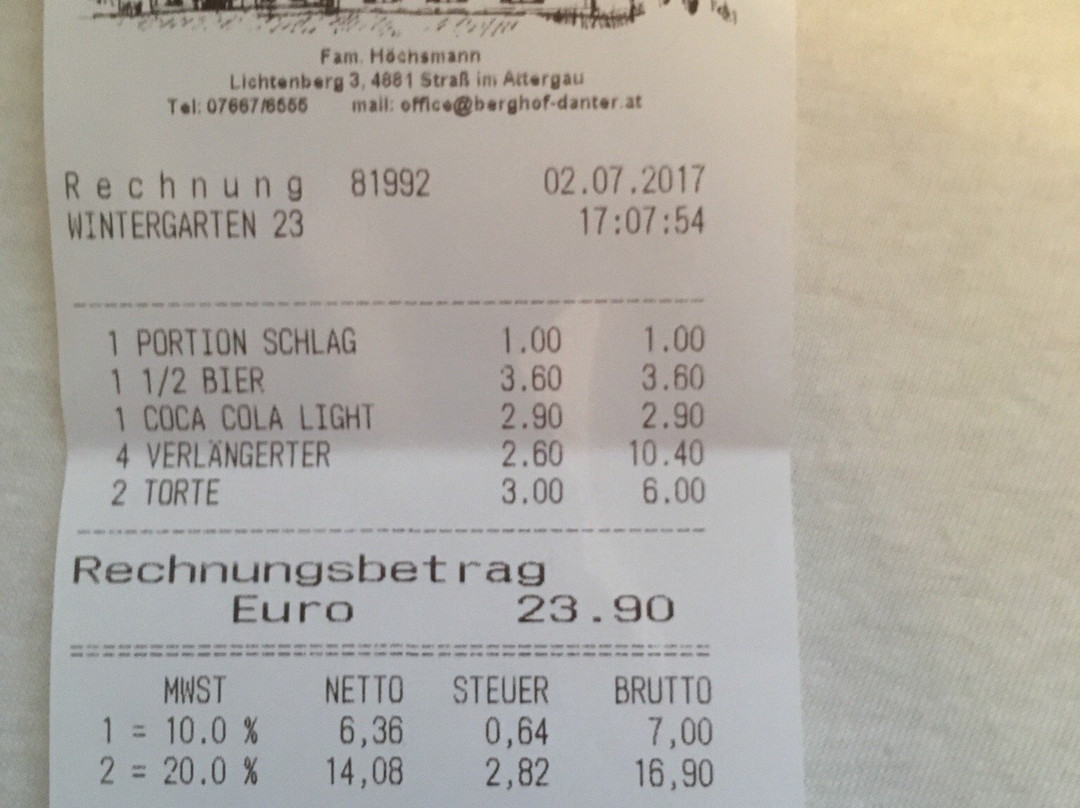 Fam. Höchsmann
Lichtenberg 3, 4881 Straß im Attergau
Tel: 07667/6555 mail: office@berghof-danter.at
Rechnung 81992 02.07.2017
WINTERGARTEN 23 17:07:54
1 PORTION SCHLAG 1.00 1.00
1 1/2 BIER 3.60 3.60
1 COCA COLA LIGHT 2.90 2.90
4 VERLÄNGERTER 2.60 10.40
2 TORTE 3.00 6.00
Rechnungsbetrag
Euro 23.90
MWST NETTO STEUER BRUTTO
1 = 10.0 % 6,36 0,64 7,00
2 = 20.0 % 14,08 2,82 16,90